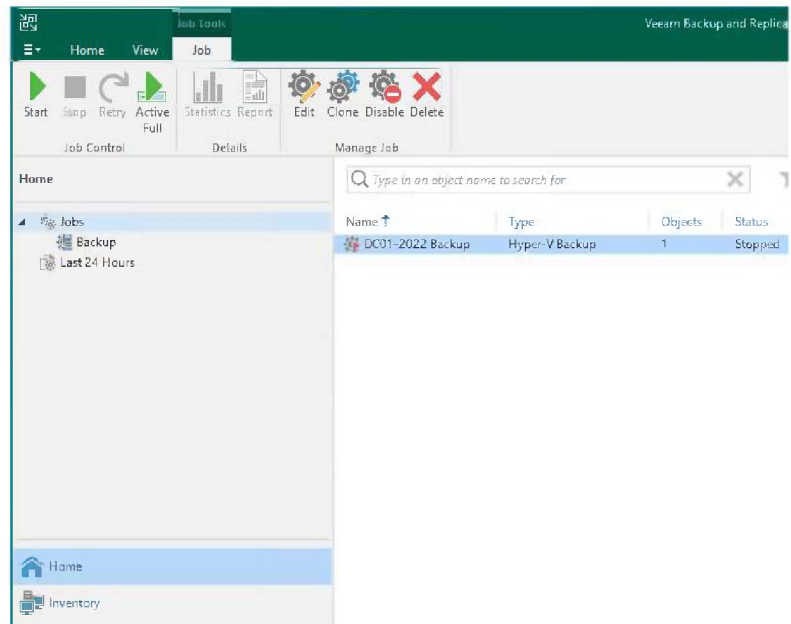 Job Tools
Veeam Backup and Replica
Home View Job
Start Stop Retry Active Full
Statistics Report
Edit Clone Disable Delete
Job Control Details Manage Job
Home
Type in an object name to search for
Jobs
Backup
Last 24 Hours
Name Type Objects Status
DC01-2022 Backup Hyper-V Backup 1 Stopped
Home
Inventory